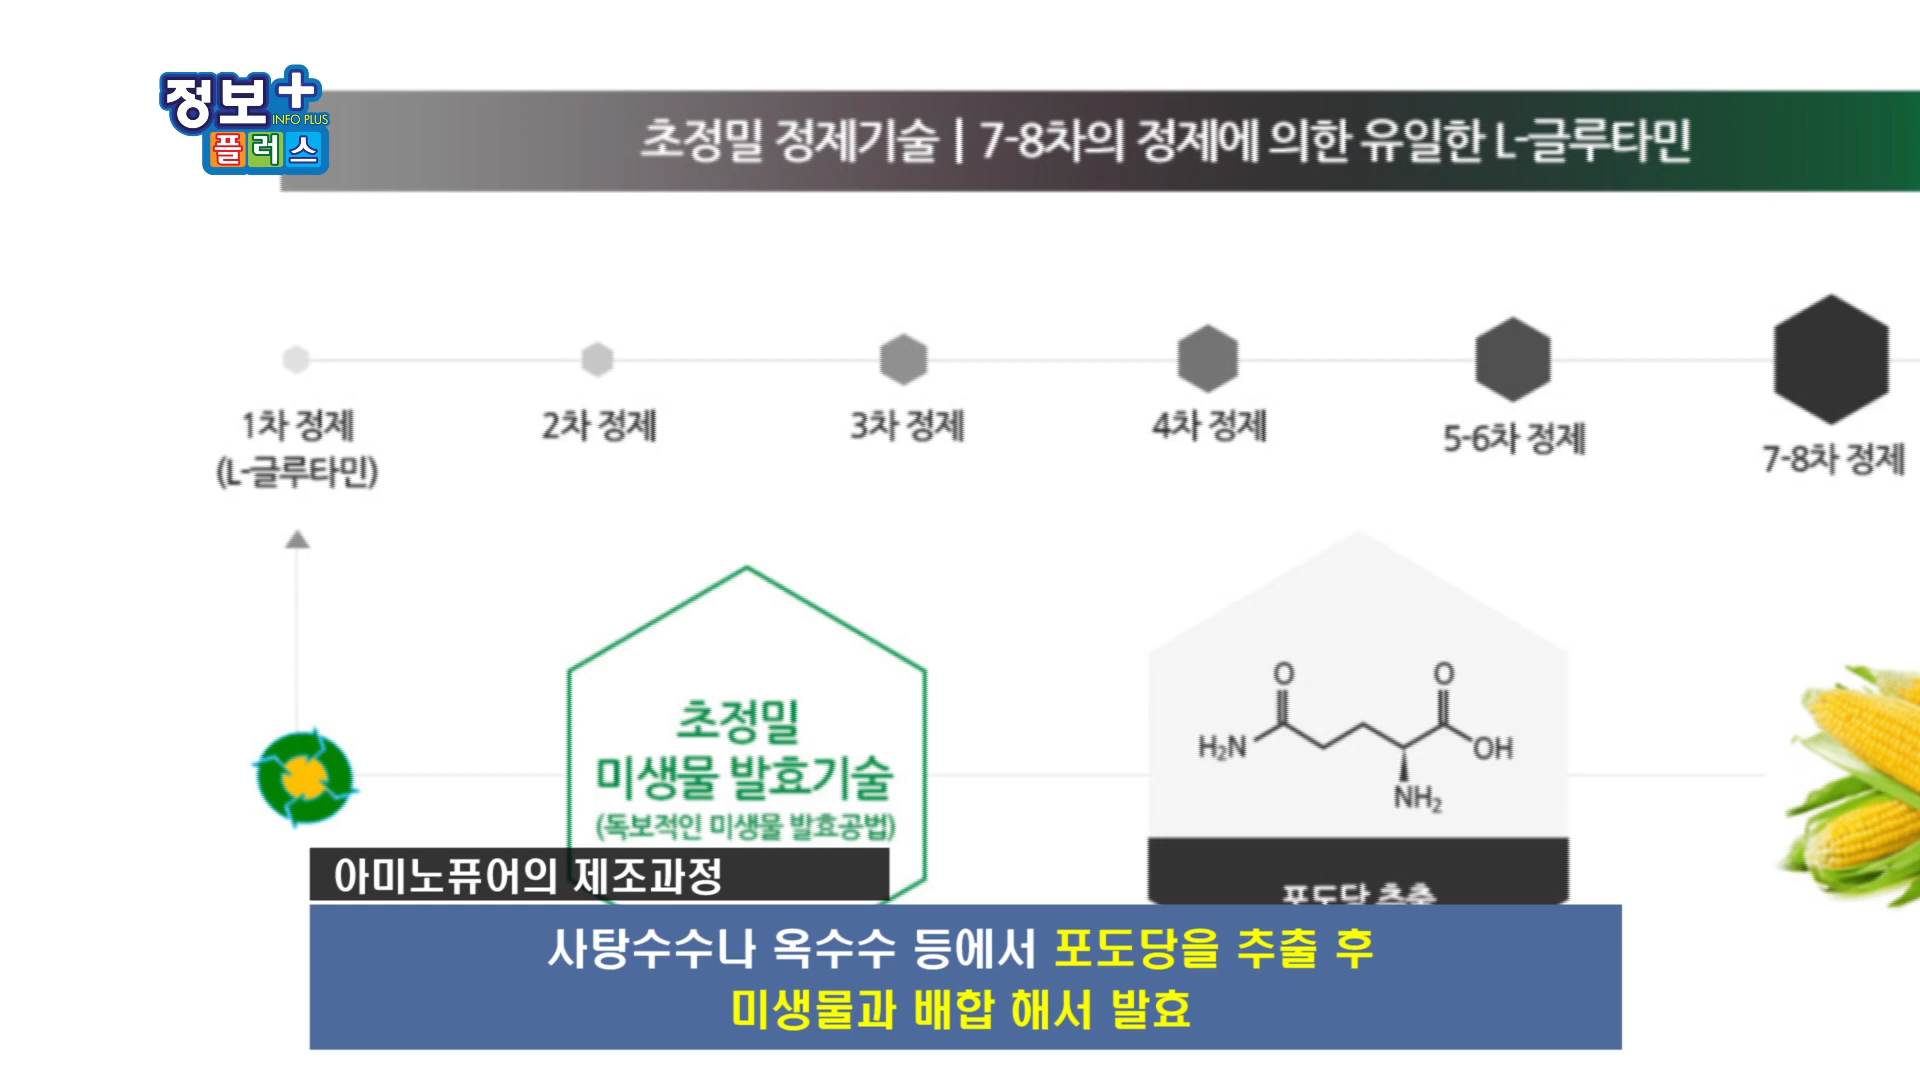 정보+
INFO PLUS
플러스
초정밀 정제기술 | 7-8차의 정제에 의한 유일한 L-글루타민
1차 정제
(L-글루타민)
2차 정제
3차 정제
4차 정제
5-6차 정제
7-8차 정제
초정밀
미생물 발효기술
(독보적인 미생물 발효공법)
O
O
H₂N
OH
NH₂
포도당 추출
아미노퓨어의 제조과정
사탕수수나 옥수수 등에서 포도당을 추출 후
미생물과 배합 해서 발효